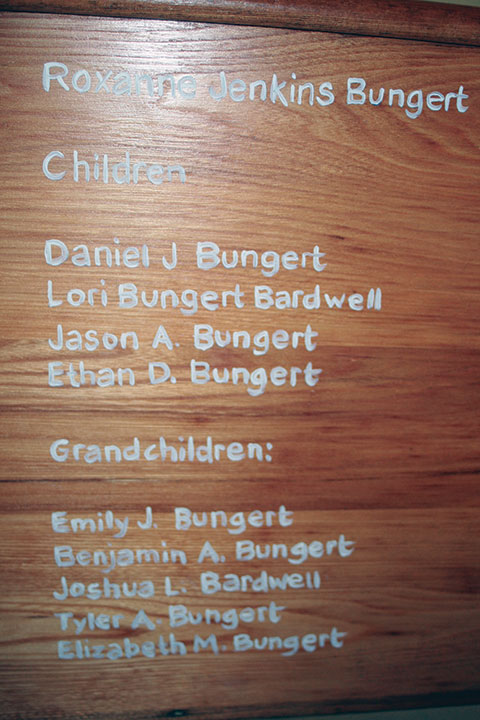 Roxanne Jenkins Bungert
Children
Daniel J Bungert
Lori Bungert Bardwell
Jason A. Bungert
Ethan D. Bungert
Grandchildren:
Emily J. Bungert
Benjamin A. Bungert
Joshua L. Bardwell
Tyler A. Bungert
Elizabeth M. Bungert